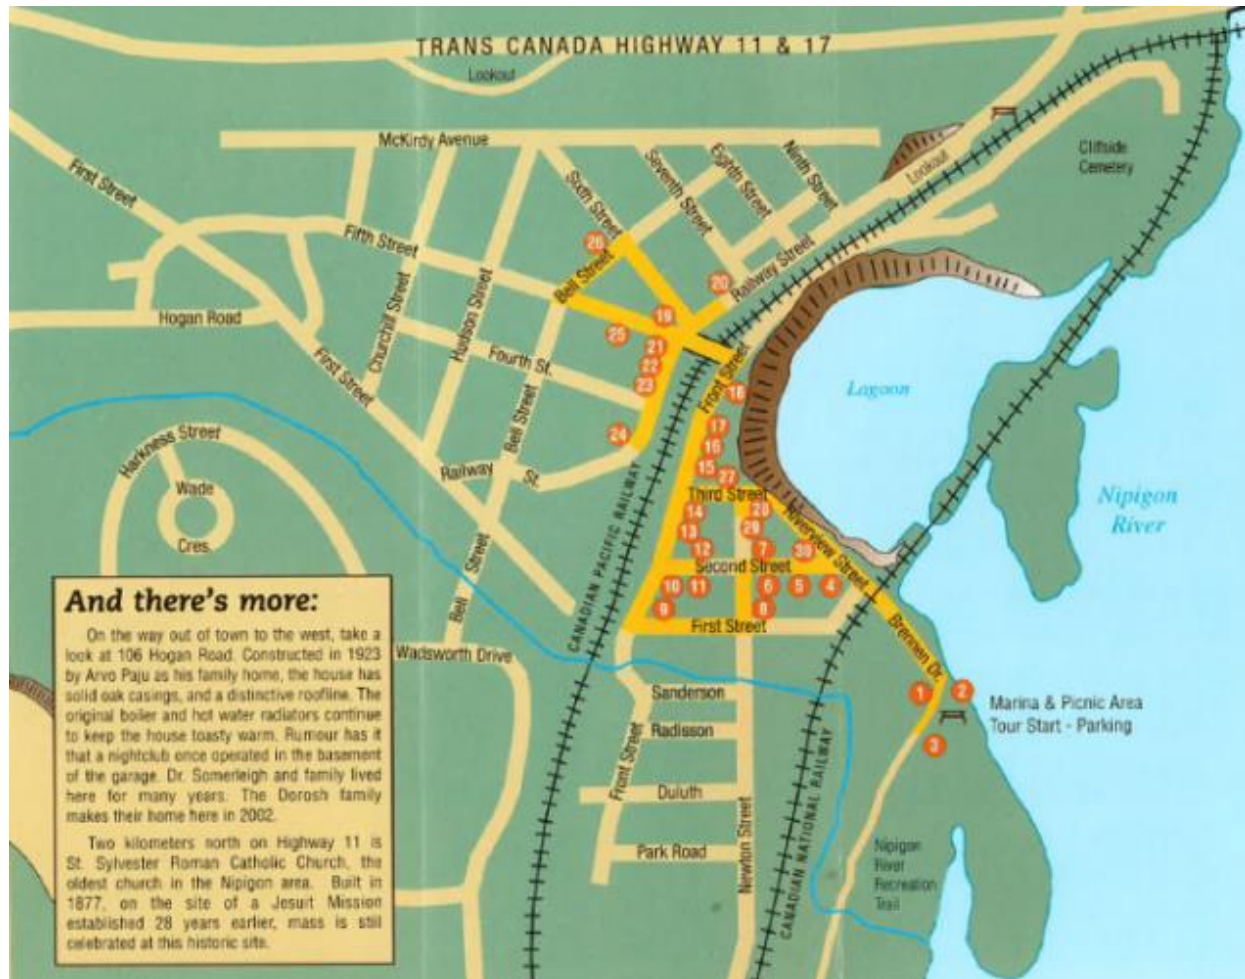 TRANS CANADA HIGHWAY 11 & 17
Lookout
McKirdy Avenue
First Street
Sixth Street
Seventh Street
Eighth Street
Ninth Street
Lookout
Cliffside
Cemetery
Fifth Street
Bell Street
26
20
Railway Street
Hogan Road
Churchill Street
Hudson Street
19
25
21
22
23
24
Fourth St.
First Street
Bell Street
Front Street
18
Lagoon
Nipigon
River
Harkness Street
Wade
Cres.
Railway
St.
CANADIAN PACIFIC RAILWAY
17
16
15
27
Third Street
14
28
13
29
12
7
30
Riverview Street
Second Street
10
11
6
5
4
9
8
First Street
Bell Street
Wadsworth Drive
Brennen Dr.
1
2
3
Marina & Picnic Area
Tour Start - Parking
Sanderson
Radisson
Front Street
Duluth
Park Road
Newton Street
CANADIAN NATIONAL RAILWAY
Nipigon
River
Recreation
Trail
And there's more:
On the way out of town to the west, take a
look at 106 Hogan Road. Constructed in 1923
by Arvo Paju as his family home, the house has
solid oak casings, and a distinctive roofline. The
original boiler and hot water radiators continue
to keep the house toasty warm. Rumour has it
that a nightclub once operated in the basement
of the garage. Dr. Somerleigh and family lived
here for many years. The Dorosh family
makes their home here in 2002.
Two kilometers north on Highway 11 is
St. Sylvester Roman Catholic Church, the
oldest church in the Nipigon area. Built in
1877, on the site of a Jesuit Mission
established 28 years earlier, mass is still
celebrated at this historic site.